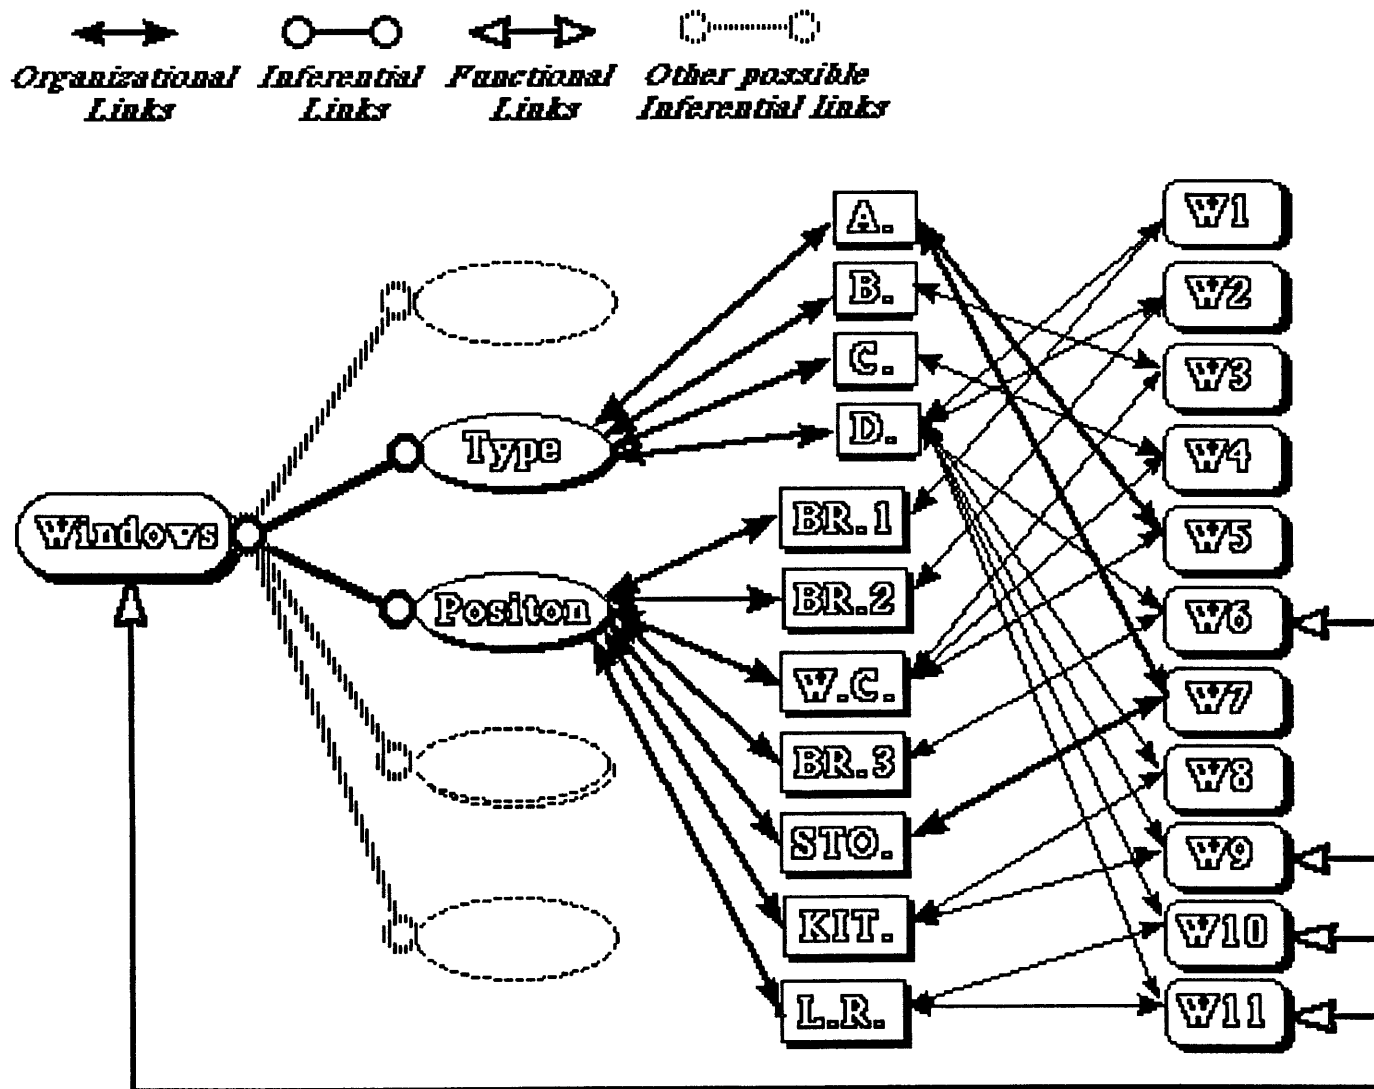 Organizational Links
Inferential Links
Functional Links
Other possible Inferential links
A.
B.
C.
D.
Type
Windows
Positon
BR.1
BR.2
W.C.
BR.3
STO.
KIT.
L.R.
W1
W2
W3
W4
W5
W6
W7
W8
W9
W10
W11